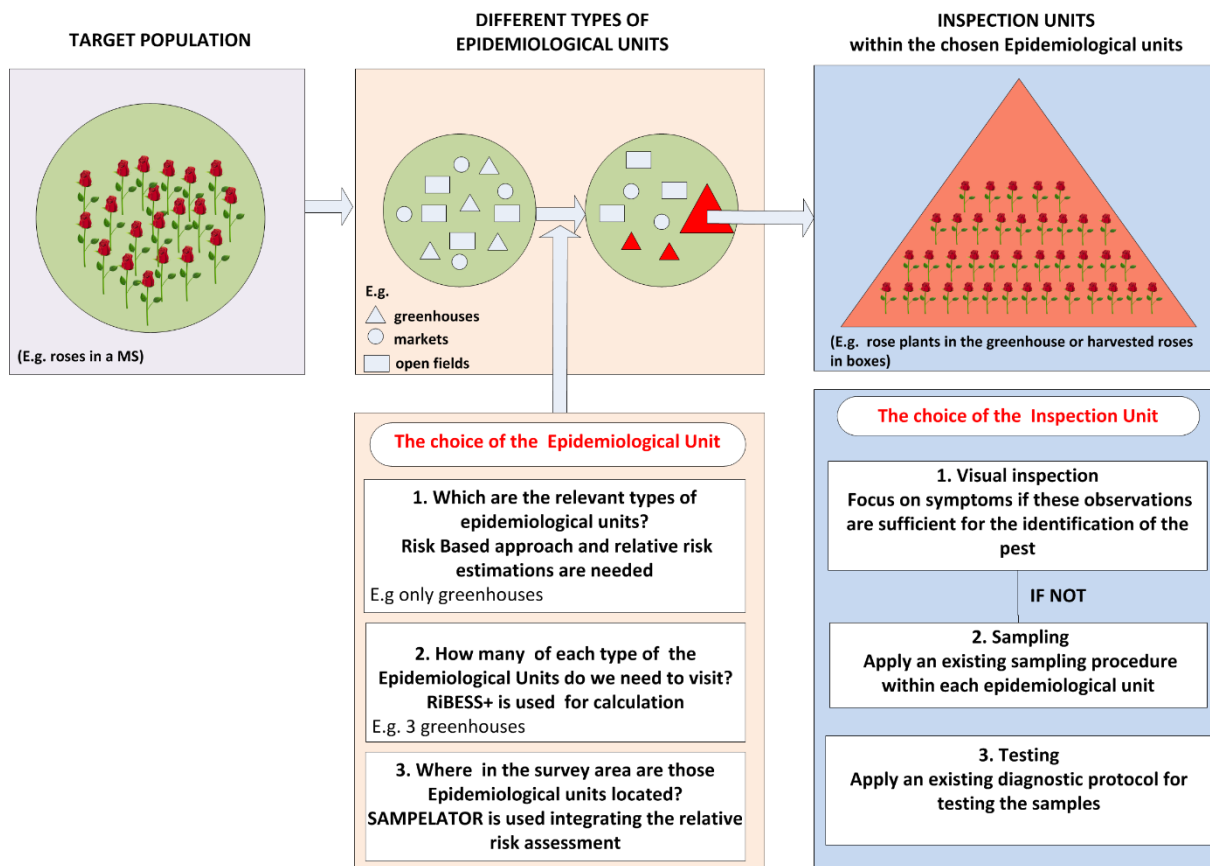 TARGET POPULATION
(E.g. roses in a MS)
DIFFERENT TYPES OF
EPIDEMIOLOGICAL UNITS
E.g.
greenhouses
markets
open fields
The choice of the Epidemiological Unit
1. Which are the relevant types of
epidemiological units?
Risk Based approach and relative risk
estimations are needed
E.g only greenhouses
2. How many of each type of the
Epidemiological Units do we need to visit?
RiBESS+ is used for calculation
E.g. 3 greenhouses
3. Where in the survey area are those
Epidemiological units located?
SAMPELATOR is used integrating the relative
risk assessment
INSPECTION UNITS
within the chosen Epidemiological units
(E.g. rose plants in the greenhouse or harvested roses
in boxes)
The choice of the Inspection Unit
1. Visual inspection
Focus on symptoms if these observations
are sufficient for the identification of the
pest
IF NOT
2. Sampling
Apply an existing sampling procedure
within each epidemiological unit
3. Testing
Apply an existing diagnostic protocol for
testing the samples